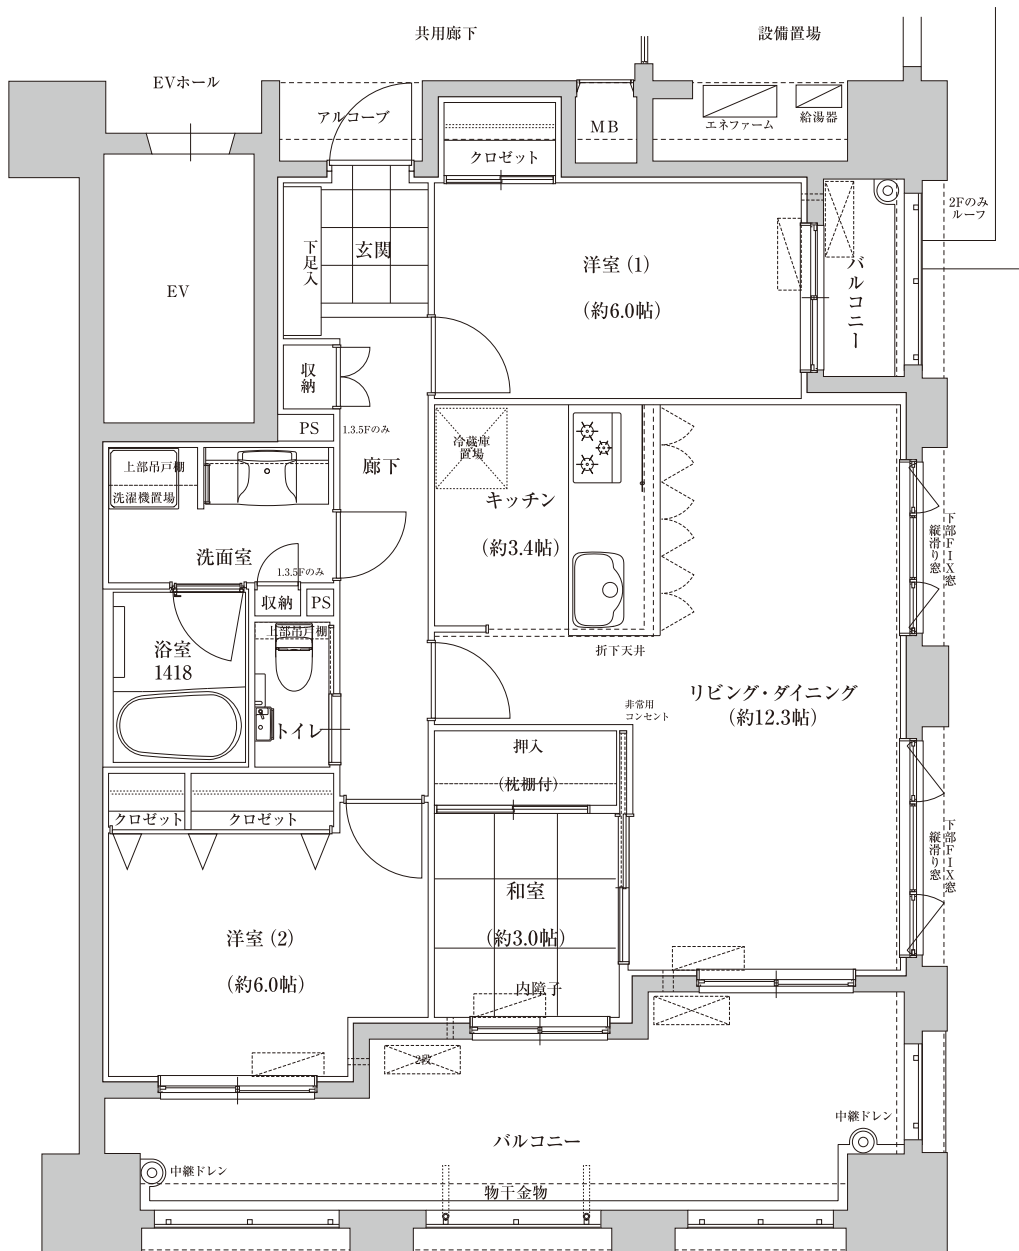 共用廊下
設備置場
EVホール
アルコーブ
MB
エネファーム
給湯器
クロゼット
2Fのみ
ルーフ
下足入
玄関
洋室 (1)
(約6.0帖)
バルコニー
EV
収納
PS
1.3.5Fのみ
廊下
冷蔵庫
置場
キッチン
(約3.4帖)
上部吊戸棚
洗濯機置場
洗面室
1.3.5Fのみ
収納
PS
下部FIX窓
縦滑り窓
浴室
1418
上部吊戸棚
トイレ
折下天井
リビング・ダイニング
(約12.3帖)
非常用
コンセント
押入
(枕棚付)
クロゼット
クロゼット
下部FIX窓
縦滑り窓
和室
(約3.0帖)
洋室 (2)
(約6.0帖)
内障子
2段
バルコニー
中継ドレン
中継ドレン
物干金物